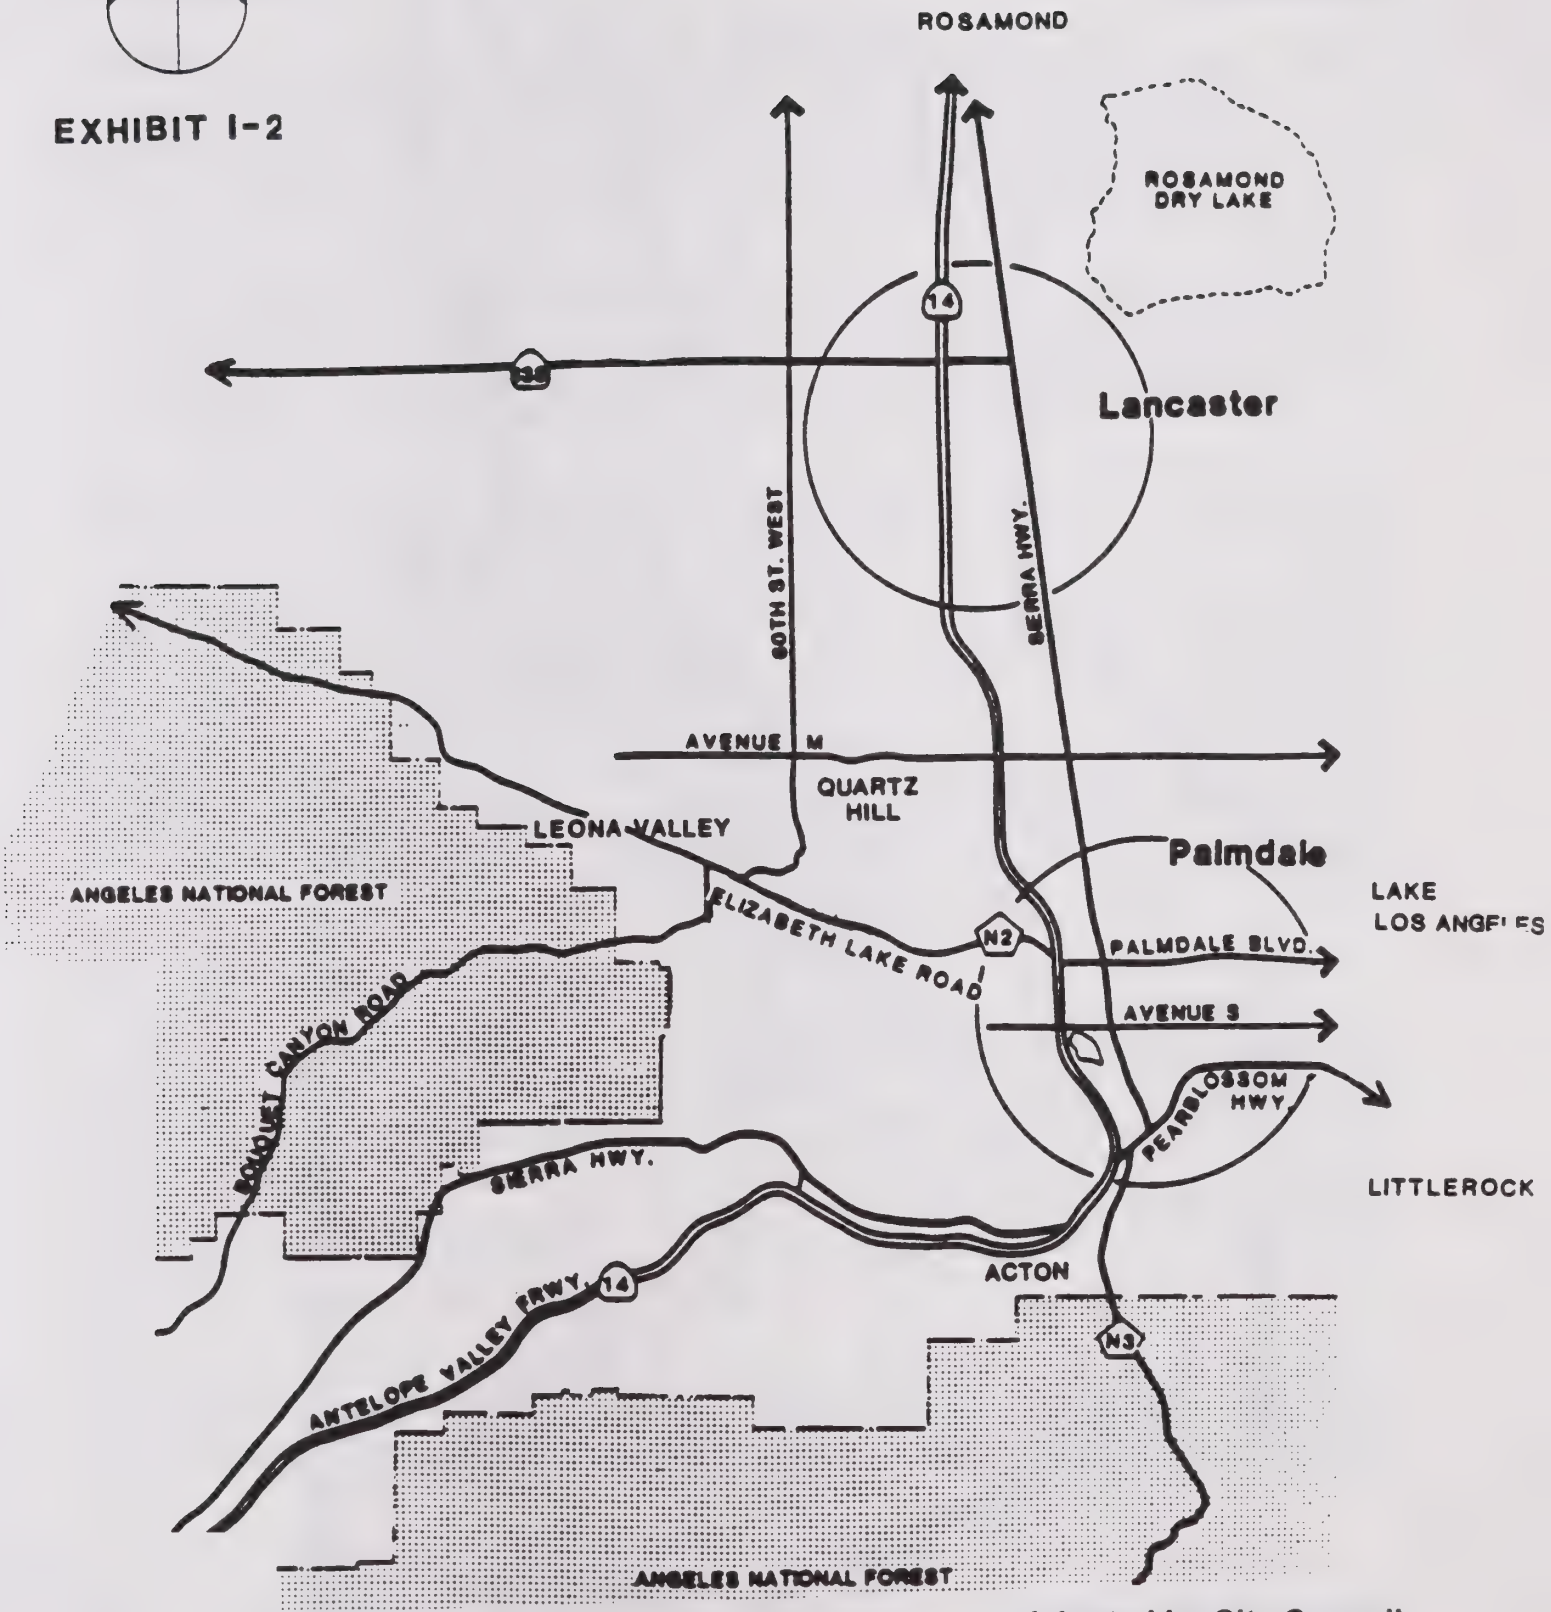 ROSAMOND
EXHIBIT I-2
ROSAMOND
DRY LAKE
14
Lancaster
60TH ST. WEST
SIERRA HWY.
AVENUE M
QUARTZ
HILL
LEONA VALLEY
Palmdale
ANGELES NATIONAL FOREST
LAKE
LOS ANGELES
ELIZABETH LAKE ROAD
N2
PALMDALE BLVD.
AVENUE S
BOUQUET CANYON ROAD
PEARBLOSSOM
HWY.
SIERRA HWY.
LITTLEROCK
ACTON
ANTELOPE VALLEY FRWY.
14
N3
ANGELES NATIONAL FOREST